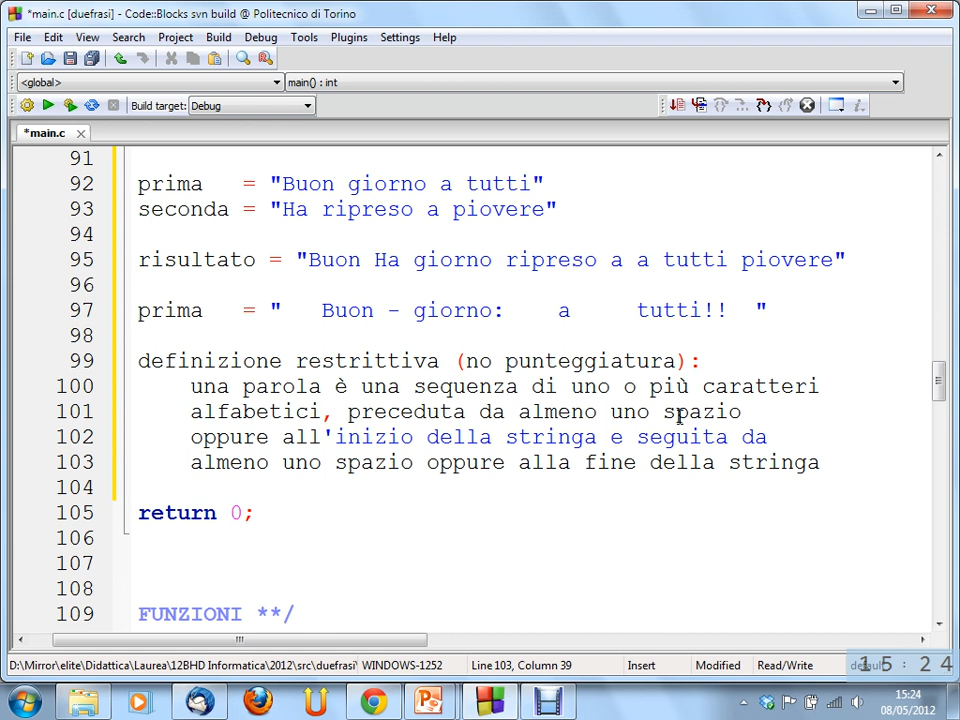 *main.c [duefrasi] - Code::Blocks svn build @ Politecnico di Torino
File Edit View Search Project Build Debug Tools Plugins Settings Help
<global> main() : int
Build target: Debug
*main.c
91
92 prima   = "Buon giorno a tutti"
93 seconda = "Ha ripreso a piovere"
94
95 risultato = "Buon Ha giorno ripreso a a tutti piovere"
96
97 prima   = "   Buon - giorno:    a     tutti!!  "
98
99 definizione restrittiva (no punteggiatura):
100     una parola è una sequenza di uno o più caratteri
101     alfabetici, preceduta da almeno uno spazio
102     oppure all'inizio della stringa e seguita da
103     almeno uno spazio oppure alla fine della stringa
104
105 return 0;
106
107
108
109 FUNZIONI **/
D:\Mirror\elite\Didattica\Laurea\12BHD Informatica\2012\src\duefrasi\ WINDOWS-1252 Line 103, Column 39 Insert Modified Read/Write 15:24
15:24
08/05/2012